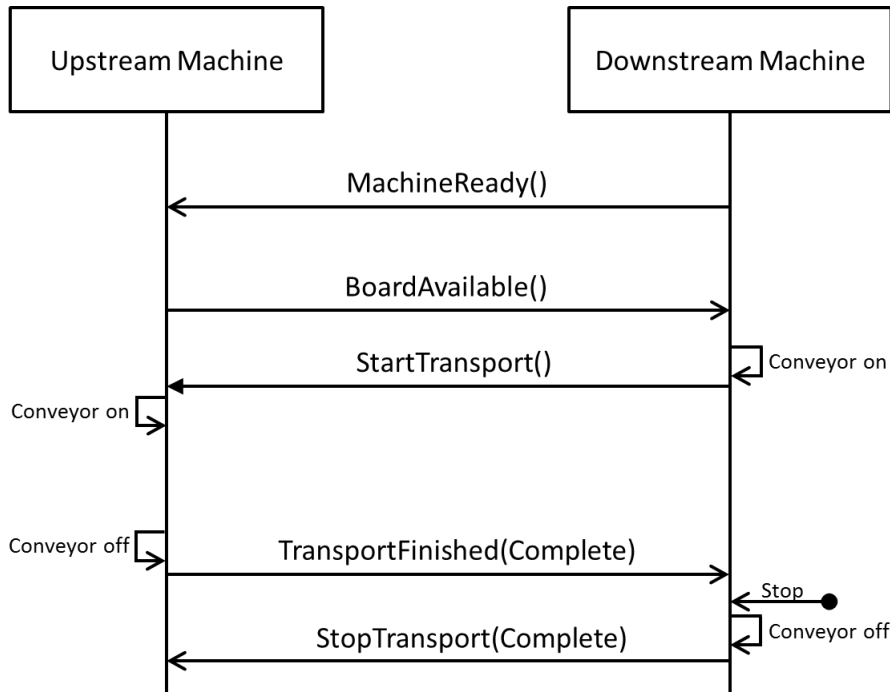 Upstream Machine
Downstream Machine
MachineReady()
BoardAvailable()
StartTransport()
Conveyor on
Conveyor on
Conveyor off
TransportFinished(Complete)
Stop
StopTransport(Complete)
Conveyor off